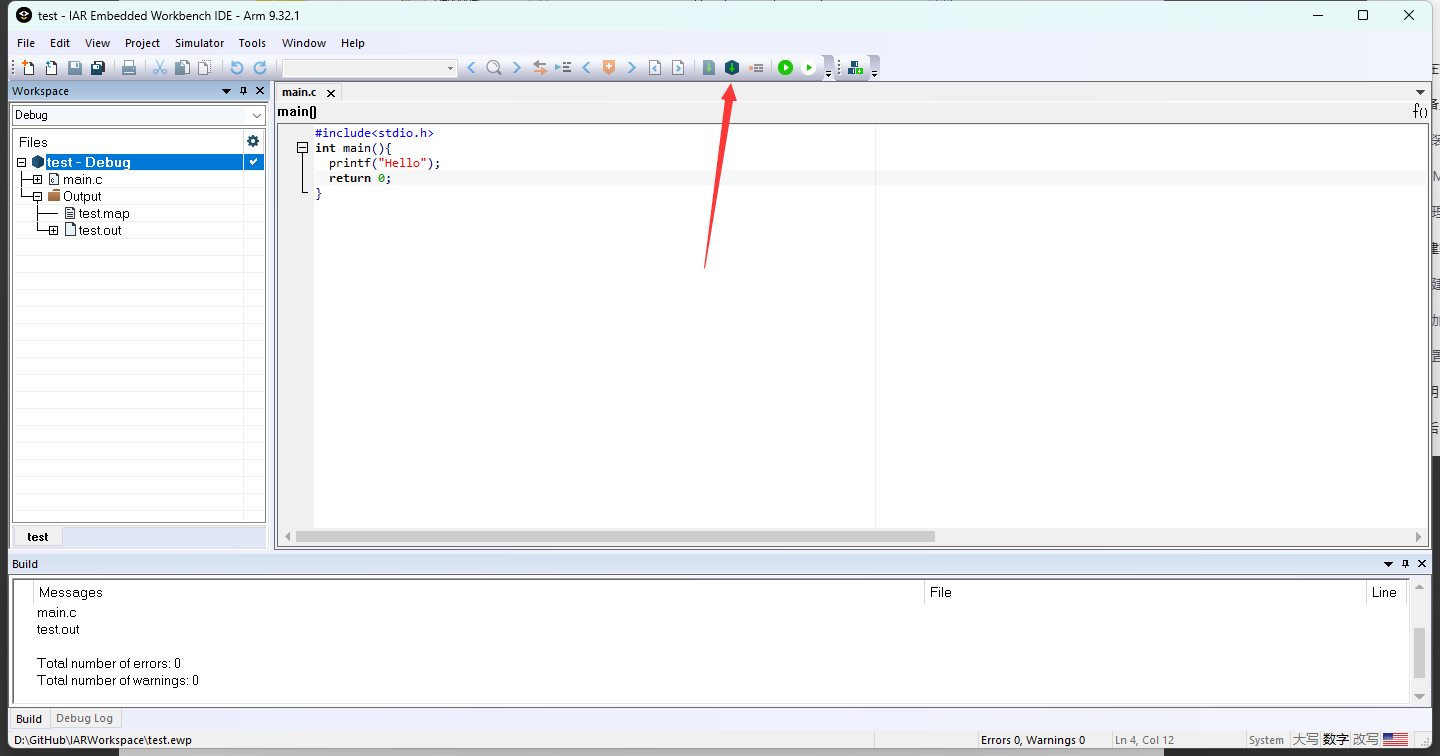 test - IAR Embedded Workbench IDE - Arm 9.32.1
File Edit View Project Simulator Tools Window Help
Workspace
main.c
Debug
main()
f()
Files
test - Debug
main.c
Output
test.map
test.out
#include<stdio.h>
int main(){
printf("Hello");
return 0;
}
test
Build
Messages File Line
main.c
test.out
Total number of errors: 0
Total number of warnings: 0
Build Debug Log
D:\GitHub\IARWorkspace\test.ewp
Errors 0, Warnings 0
Ln 4, Col 12
System
大写 数字 改写